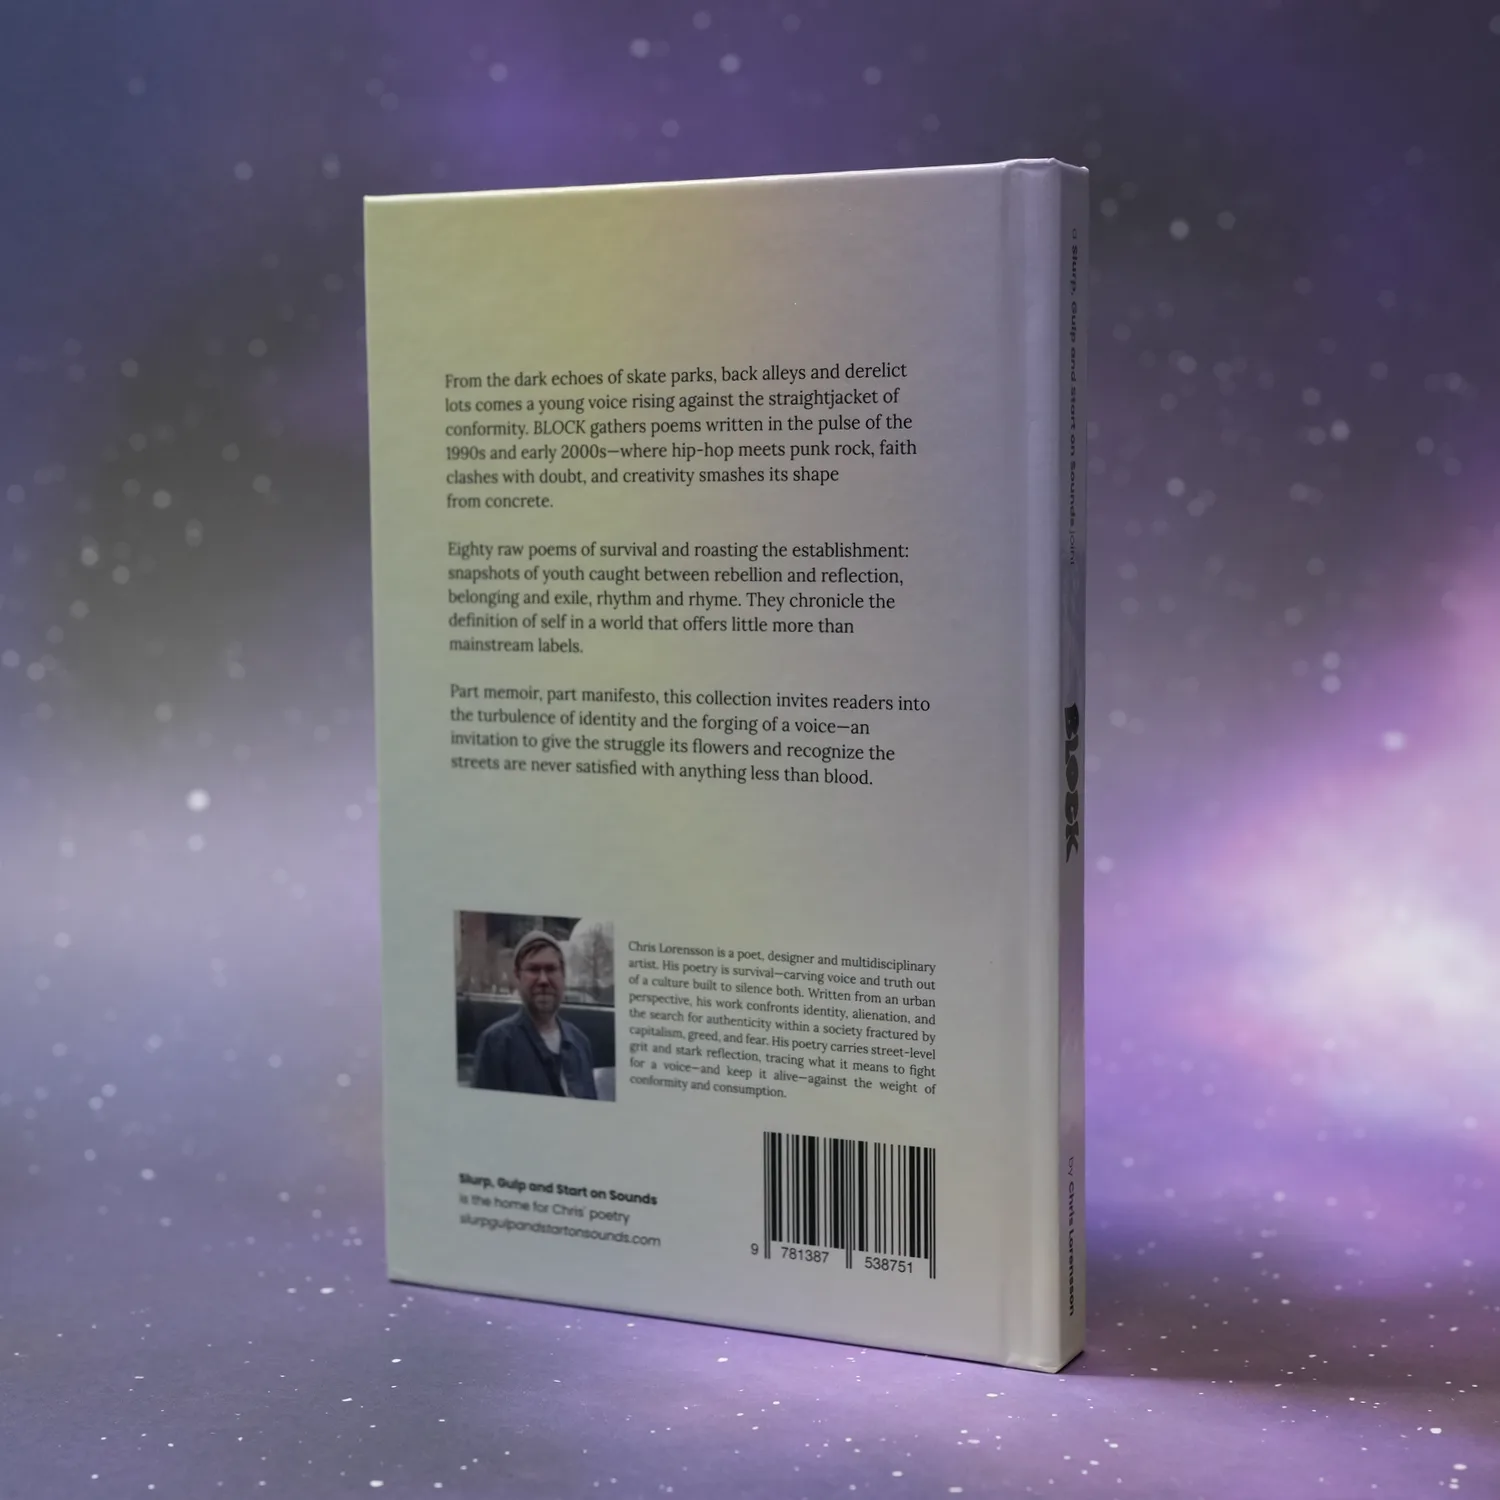 From the dark echoes of skate parks, back alleys and derelict
lots comes a young voice rising against the straightjacket of
conformity. BLOCK gathers poems written in the pulse of the
1990s and early 2000s—where hip-hop meets punk rock, faith
clashes with doubt, and creativity smashes its shape
from concrete.
Eighty raw poems of survival and roasting the establishment:
snapshots of youth caught between rebellion and reflection,
belonging and exile, rhythm and rhyme. They chronicle the
definition of self in a world that offers little more than
mainstream labels.
Part memoir, part manifesto, this collection invites readers into
the turbulence of identity and the forging of a voice—an
invitation to give the struggle its flowers and recognize the
streets are never satisfied with anything less than blood.
Chris Lorensson is a poet, designer and multidisciplinary
artist. His poetry is survival—carving voice and truth out
of a culture built to silence both. Written from an urban
perspective, his work confronts identity, alienation, and
the search for authenticity within a society fractured by
capitalism, greed, and fear. His poetry carries street-level
grit and stark reflection, tracing what it means to fight
for a voice—and keep it alive—against the weight of
conformity and consumption.
Slurp, Gulp and Start on Sounds
is the home for Chris' poetry
slurpgulpandstartonsounds.com
9 781387 538751
a Slurp, Gulp and Start on Sounds joint
BlOCK
by Chris Lorensson